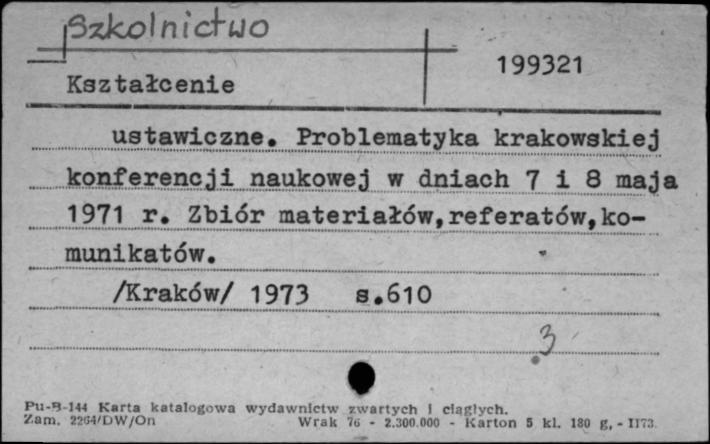 Szkolnictwo
199321
Kształcenie
ustawiczne. Problematyka krakowskiej
konferencji naukowej w dniach 7 i 8 maja
1971 r. Zbiór materiałów,referatów,ko-
munikatów.
/Kraków/ 1973 s.610
3
Pu-B-144 Karta katalogowa wydawnictw zwartych i ciągłych.
Zam. 2264/DW/On Wrak 76 - 2.300.000 - Karton 5 kl. 180 g, - II73.